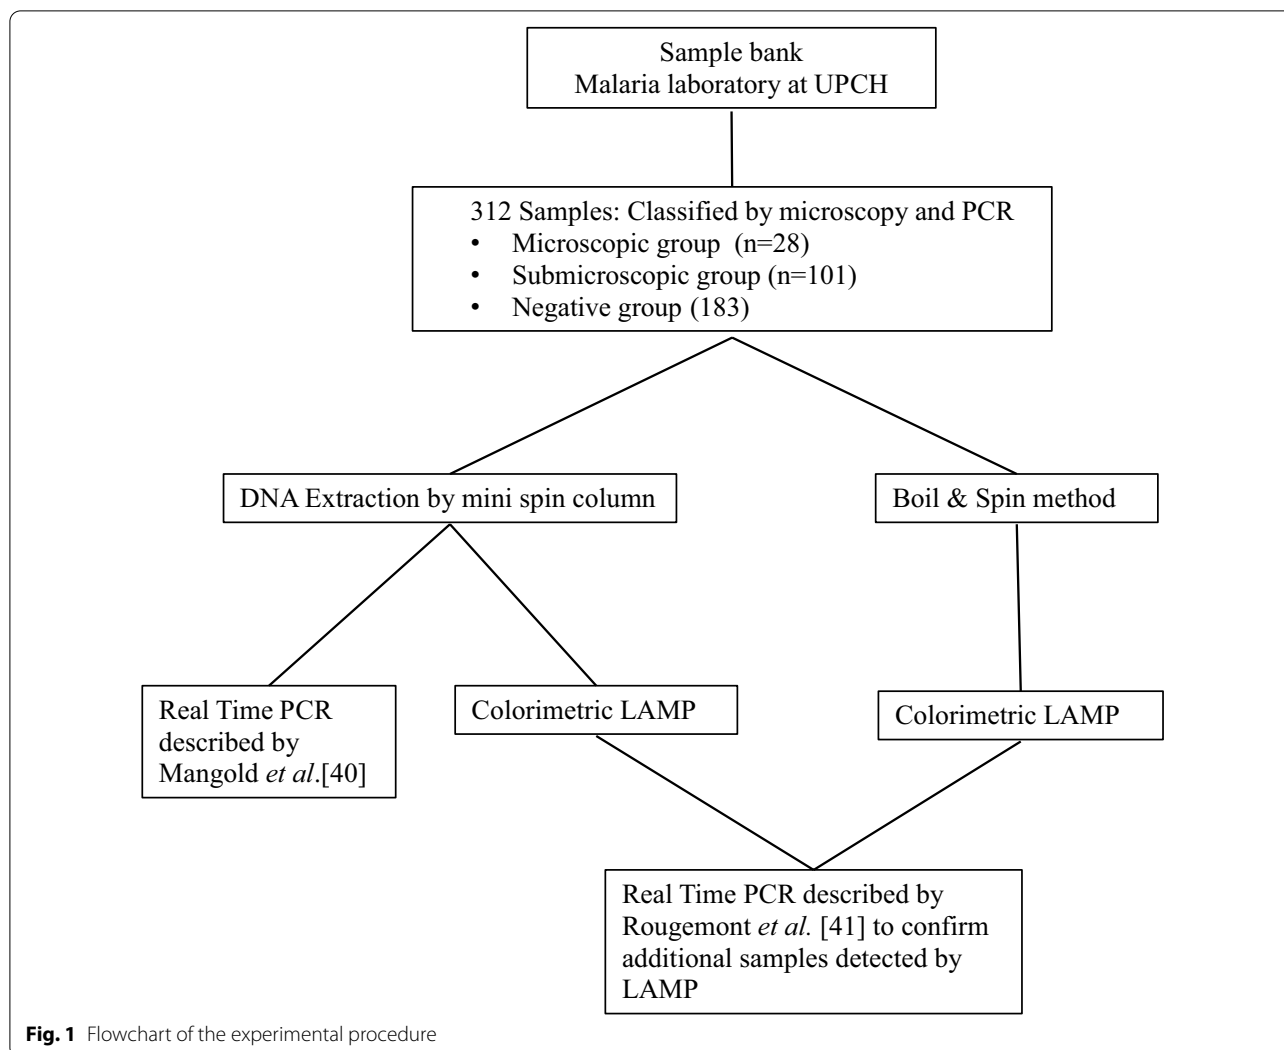 Sample bank
Malaria laboratory at UPCH
312 Samples: Classified by microscopy and PCR
• Microscopic group (n=28)
• Submicroscopic group (n=101)
• Negative group (183)
DNA Extraction by mini spin column
Boil & Spin method
Real Time PCR
described by
Mangold et al.[40]
Colorimetric LAMP
Colorimetric LAMP
Real Time PCR described by
Rougemont et al. [41] to confirm
additional samples detected by
LAMP
Fig. 1 Flowchart of the experimental procedure